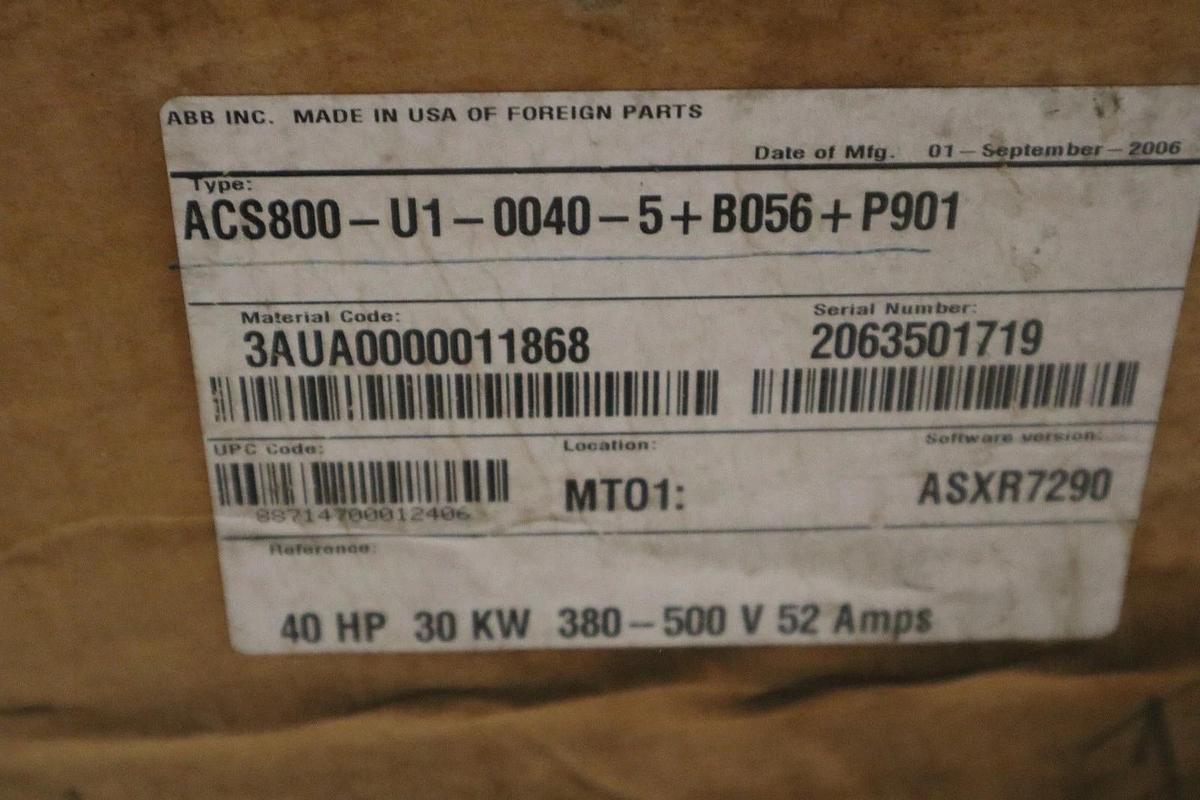 ABB INC. MADE IN USA OF FOREIGN PARTS
Date of Mfg. 01-September-2006
Type:
ACS800-U1-0040-5+B056+P901
Material Code: Serial Number:
3AUA0000011868 2063501719
UPC Code: Location: Software version:
MTO1: ASXR7290
88714700012406
Reference:
40 HP 30 KW 380-500 V 52 Amps